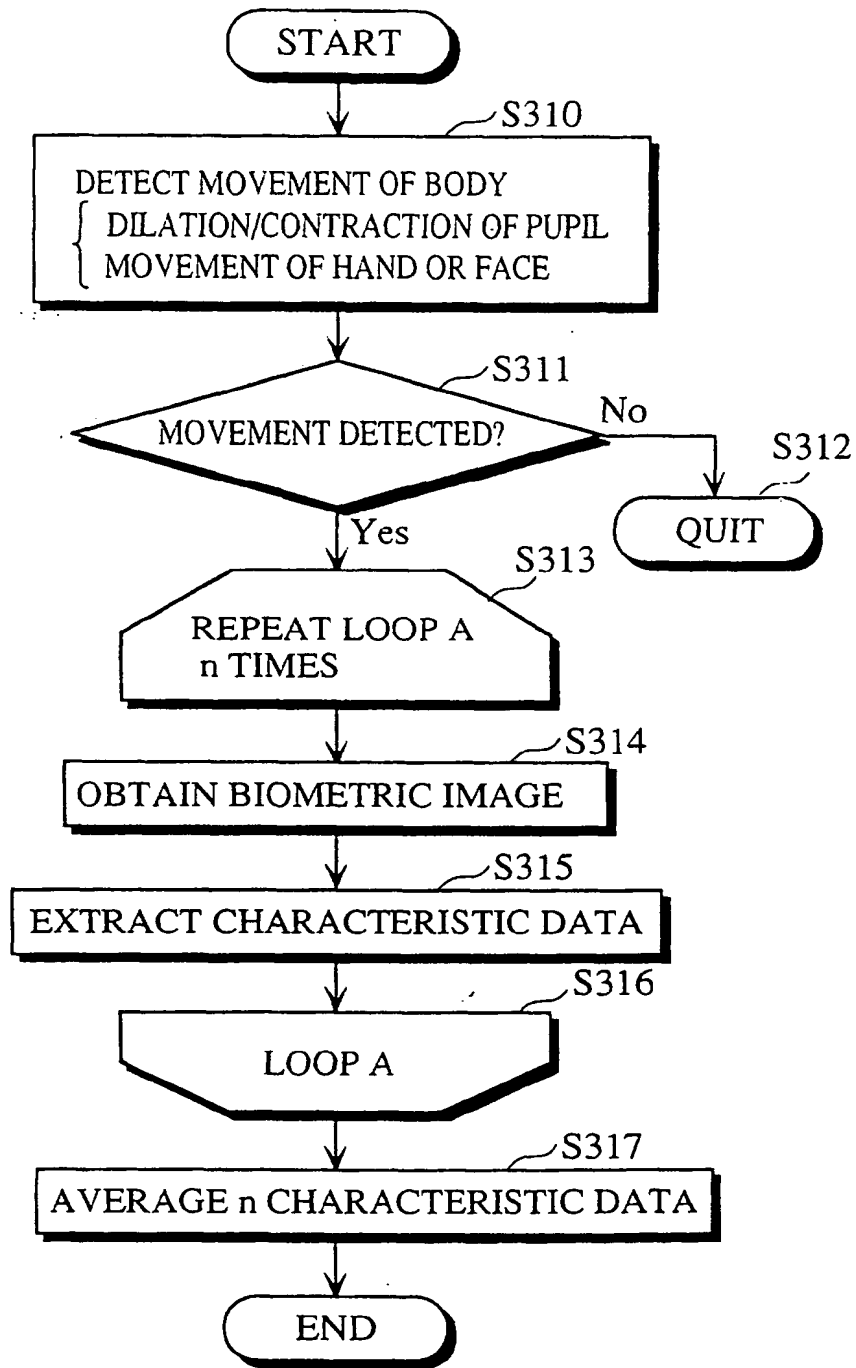 START
S310
DETECT MOVEMENT OF BODY
DILATION/CONTRACTION OF PUPIL
MOVEMENT OF HAND OR FACE
S311
MOVEMENT DETECTED?
No
S312
QUIT
Yes
S313
REPEAT LOOP A
n TIMES
S314
OBTAIN BIOMETRIC IMAGE
S315
EXTRACT CHARACTERISTIC DATA
S316
LOOP A
S317
AVERAGE n CHARACTERISTIC DATA
END